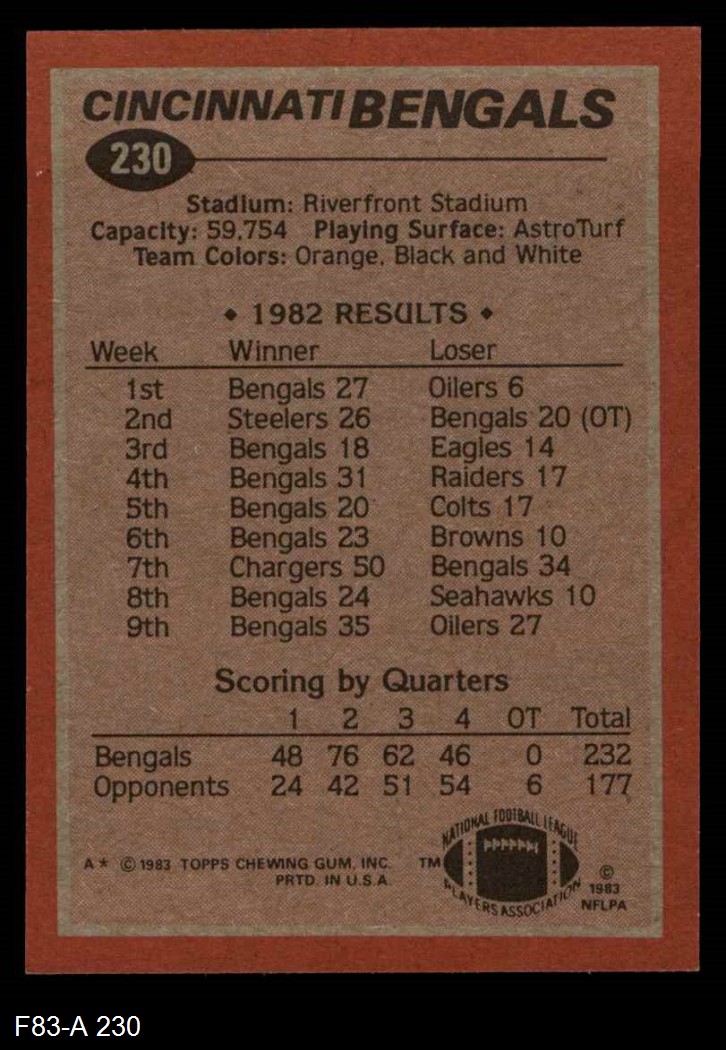 CINCINNATI BENGALS
230
Stadium: Riverfront Stadium
Capacity: 59,754 Playing Surface: AstroTurf
Team Colors: Orange, Black and White
◆ 1982 RESULTS ◆
Week Winner Loser
1st Bengals 27 Oilers 6
2nd Steelers 26 Bengals 20 (OT)
3rd Bengals 18 Eagles 14
4th Bengals 31 Raiders 17
5th Bengals 20 Colts 17
6th Bengals 23 Browns 10
7th Chargers 50 Bengals 34
8th Bengals 24 Seahawks 10
9th Bengals 35 Oilers 27
Scoring by Quarters
1 2 3 4 OT Total
Bengals 48 76 62 46 0 232
Opponents 24 42 51 54 6 177
A* © 1983 TOPPS CHEWING GUM, INC.
PRTD. IN U.S.A.
TM
NATIONAL FOOTBALL LEAGUE
PLAYERS ASSOCIATION
©
1983
NFLPA
F83-A 230